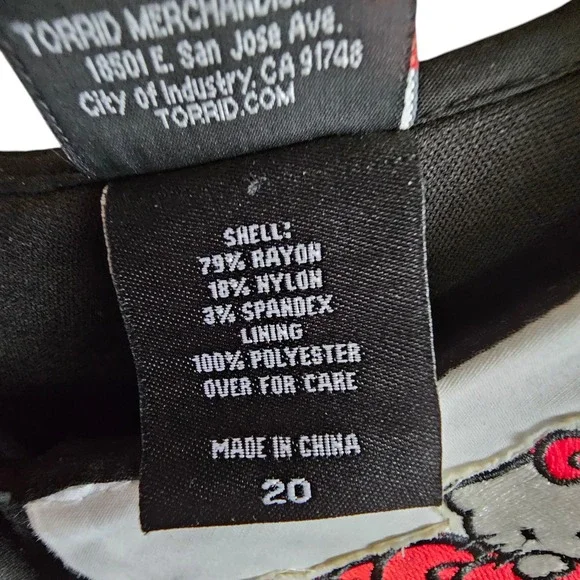 TORRID MERCHANDISI
18501 E. San Jose Ave.
City of Industry, CA 91748
TORRID.COM
SHELL:
79% RAYON
18% NYLON
3% SPANDEX
LINING
100% POLYESTER
OVER FOR CARE
MADE IN CHINA
20